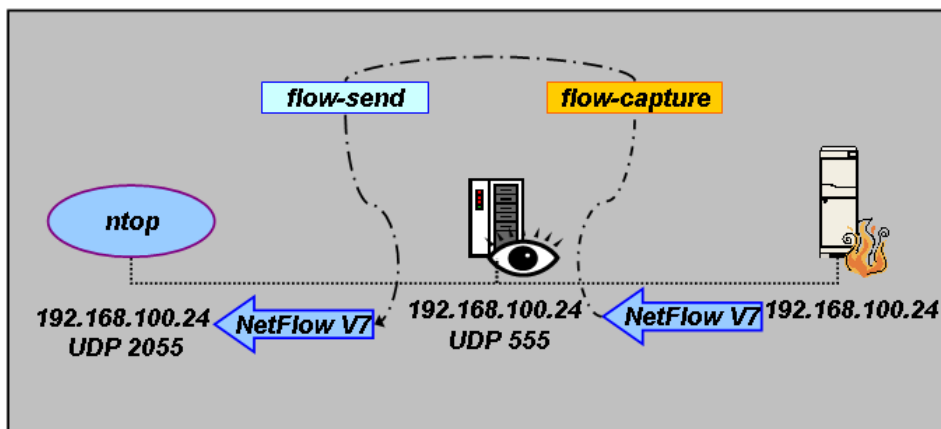 flow-send
flow-capture
ntop
192.168.100.24
UDP 2055
NetFlow V7
192.168.100.24
UDP 555
NetFlow V7
192.168.100.24